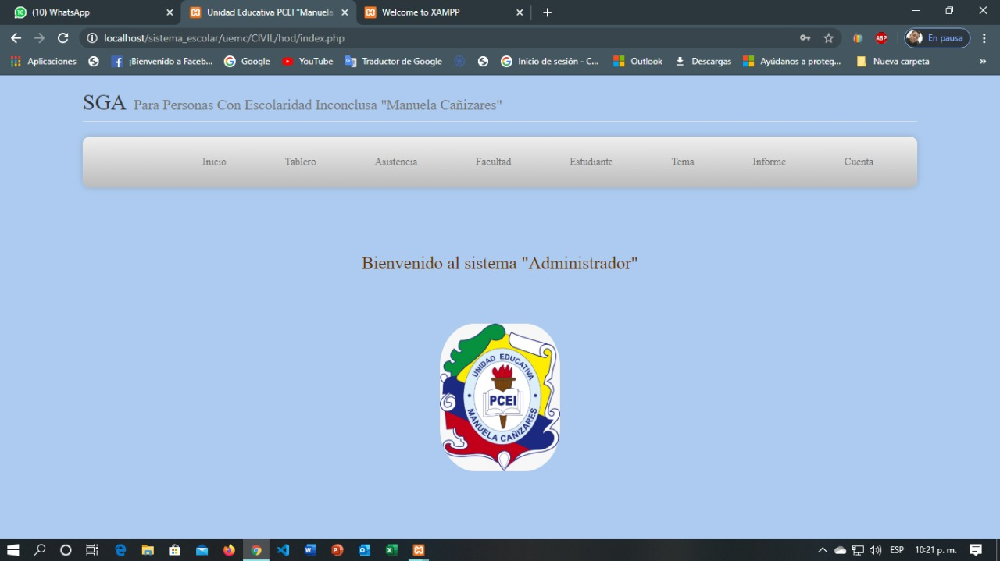 (10) WhatsApp
Unidad Educativa PCEI "Manuela
Welcome to XAMPP
localhost/sistema_escolar/uemc/CIVIL/hod/index.php
ABP
En pausa
Aplicaciones
¡Bienvenido a Faceb...
Google
YouTube
Traductor de Google
Inicio de sesión - C...
Outlook
Descargas
Ayúdanos a proteg...
Nueva carpeta
»
SGA Para Personas Con Escolaridad Inconclusa "Manuela Cañizares"
Inicio
Tablero
Asistencia
Facultad
Estudiante
Tema
Informe
Cuenta
Bienvenido al sistema "Administrador"
UNIDAD EDUCATIVA
PCEI
MANUELA CAÑIZARES
ESP
10:21 p. m.